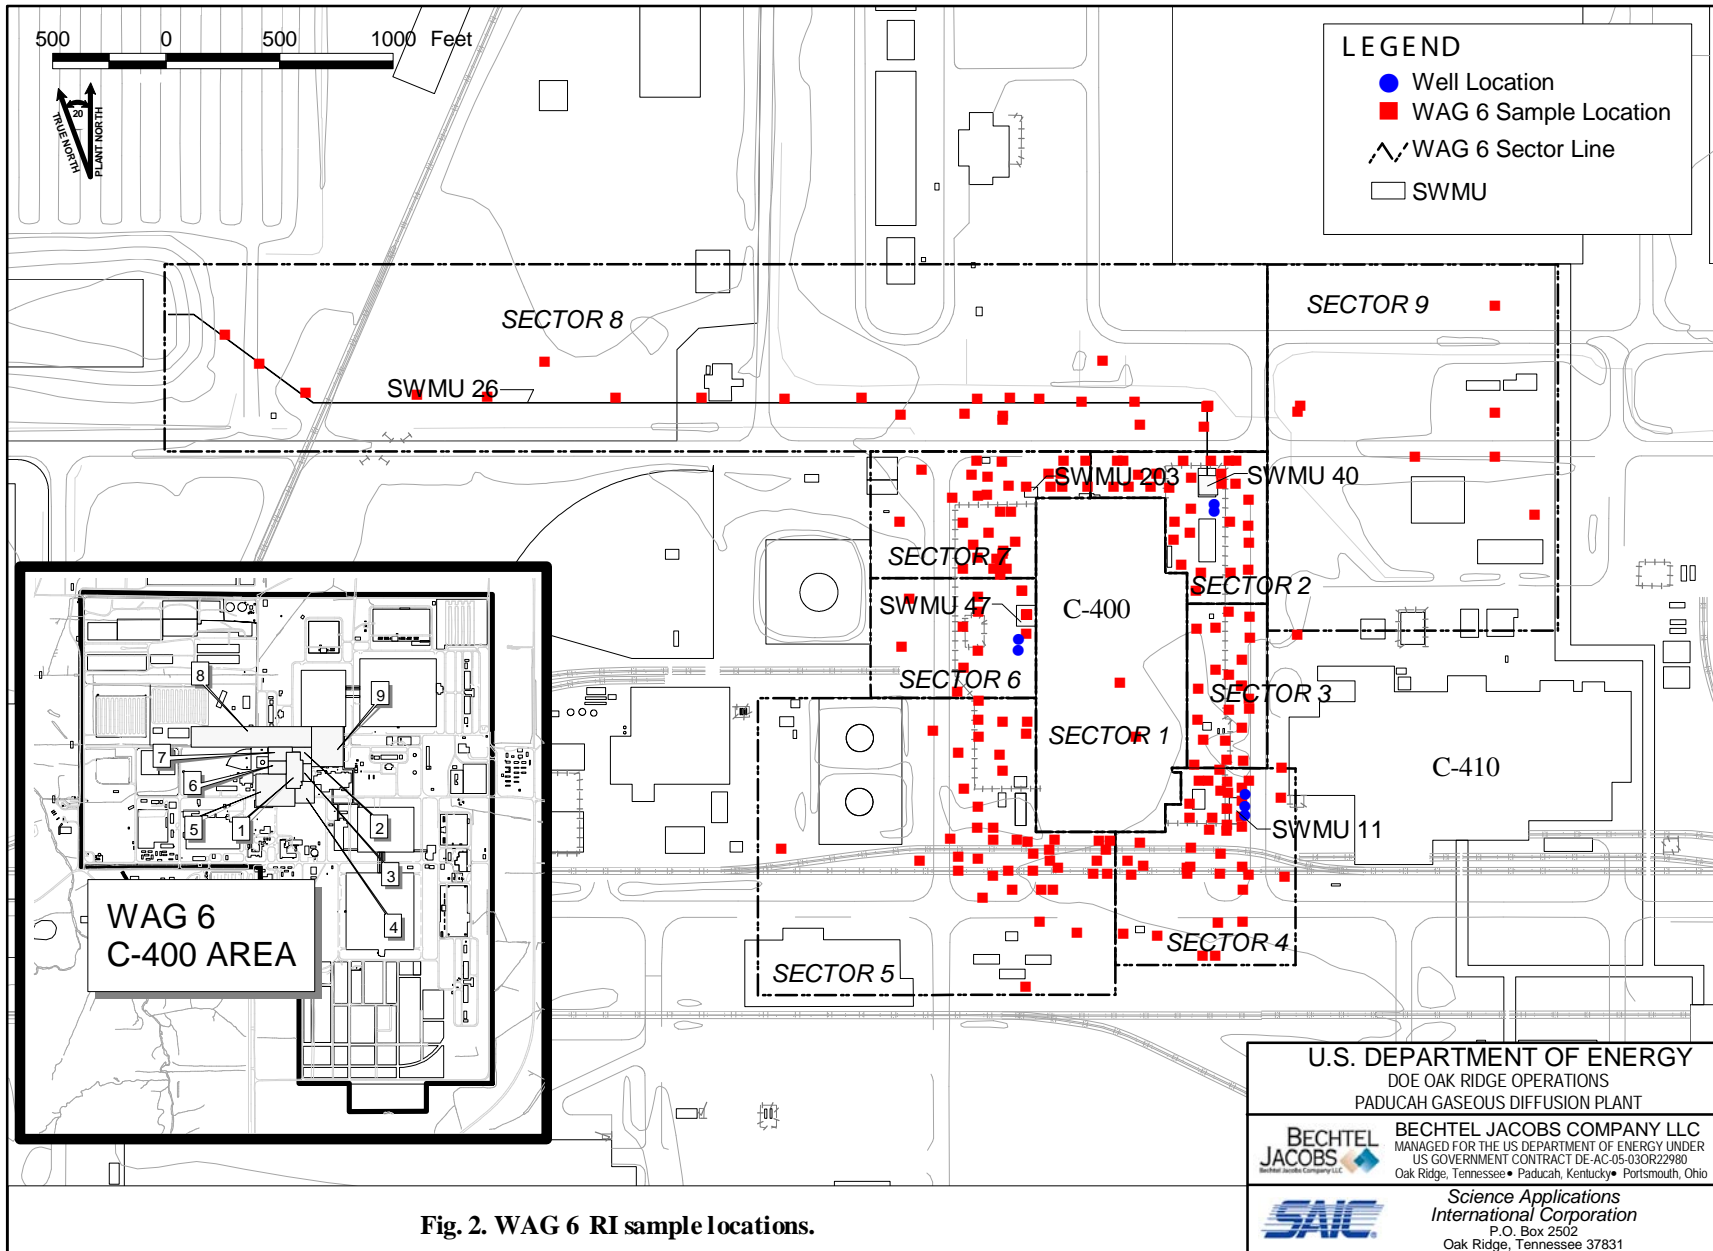 500 0 500 1000 Feet
20
TRUE NORTH
PLANT NORTH
LEGEND
Well Location
WAG 6 Sample Location
WAG 6 Sector Line
SWMU
SECTOR 8
SECTOR 9
SWMU 26
SWMU 203
SWMU 40
SECTOR 7
SECTOR 2
SWMU 47
C-400
SECTOR 6
SECTOR 3
SECTOR 1
C-410
SWMU 11
SECTOR 4
SECTOR 5
8
9
7
6
5
1
2
3
4
WAG 6
C-400 AREA
U.S. DEPARTMENT OF ENERGY
DOE OAK RIDGE OPERATIONS
PADUCAH GASEOUS DIFFUSION PLANT
BECHTEL
JACOBS
Bechtel Jacobs Company LLC
BECHTEL JACOBS COMPANY LLC
MANAGED FOR THE US DEPARTMENT OF ENERGY UNDER
US GOVERNMENT CONTRACT DE-AC-05-03OR22980
Oak Ridge, Tennessee • Paducah, Kentucky • Portsmouth, Ohio
SAIC
Science Applications
International Corporation
P.O. Box 2502
Oak Ridge, Tennessee 37831
Fig. 2. WAG 6 RI sample locations.